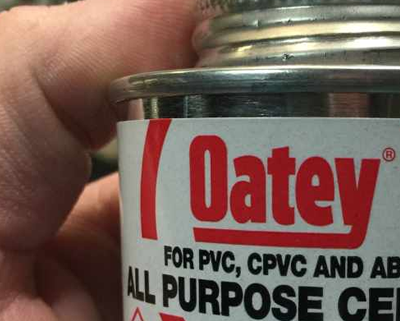 Oatey®
FOR PVC, CPVC AND AB
ALL PURPOSE CE